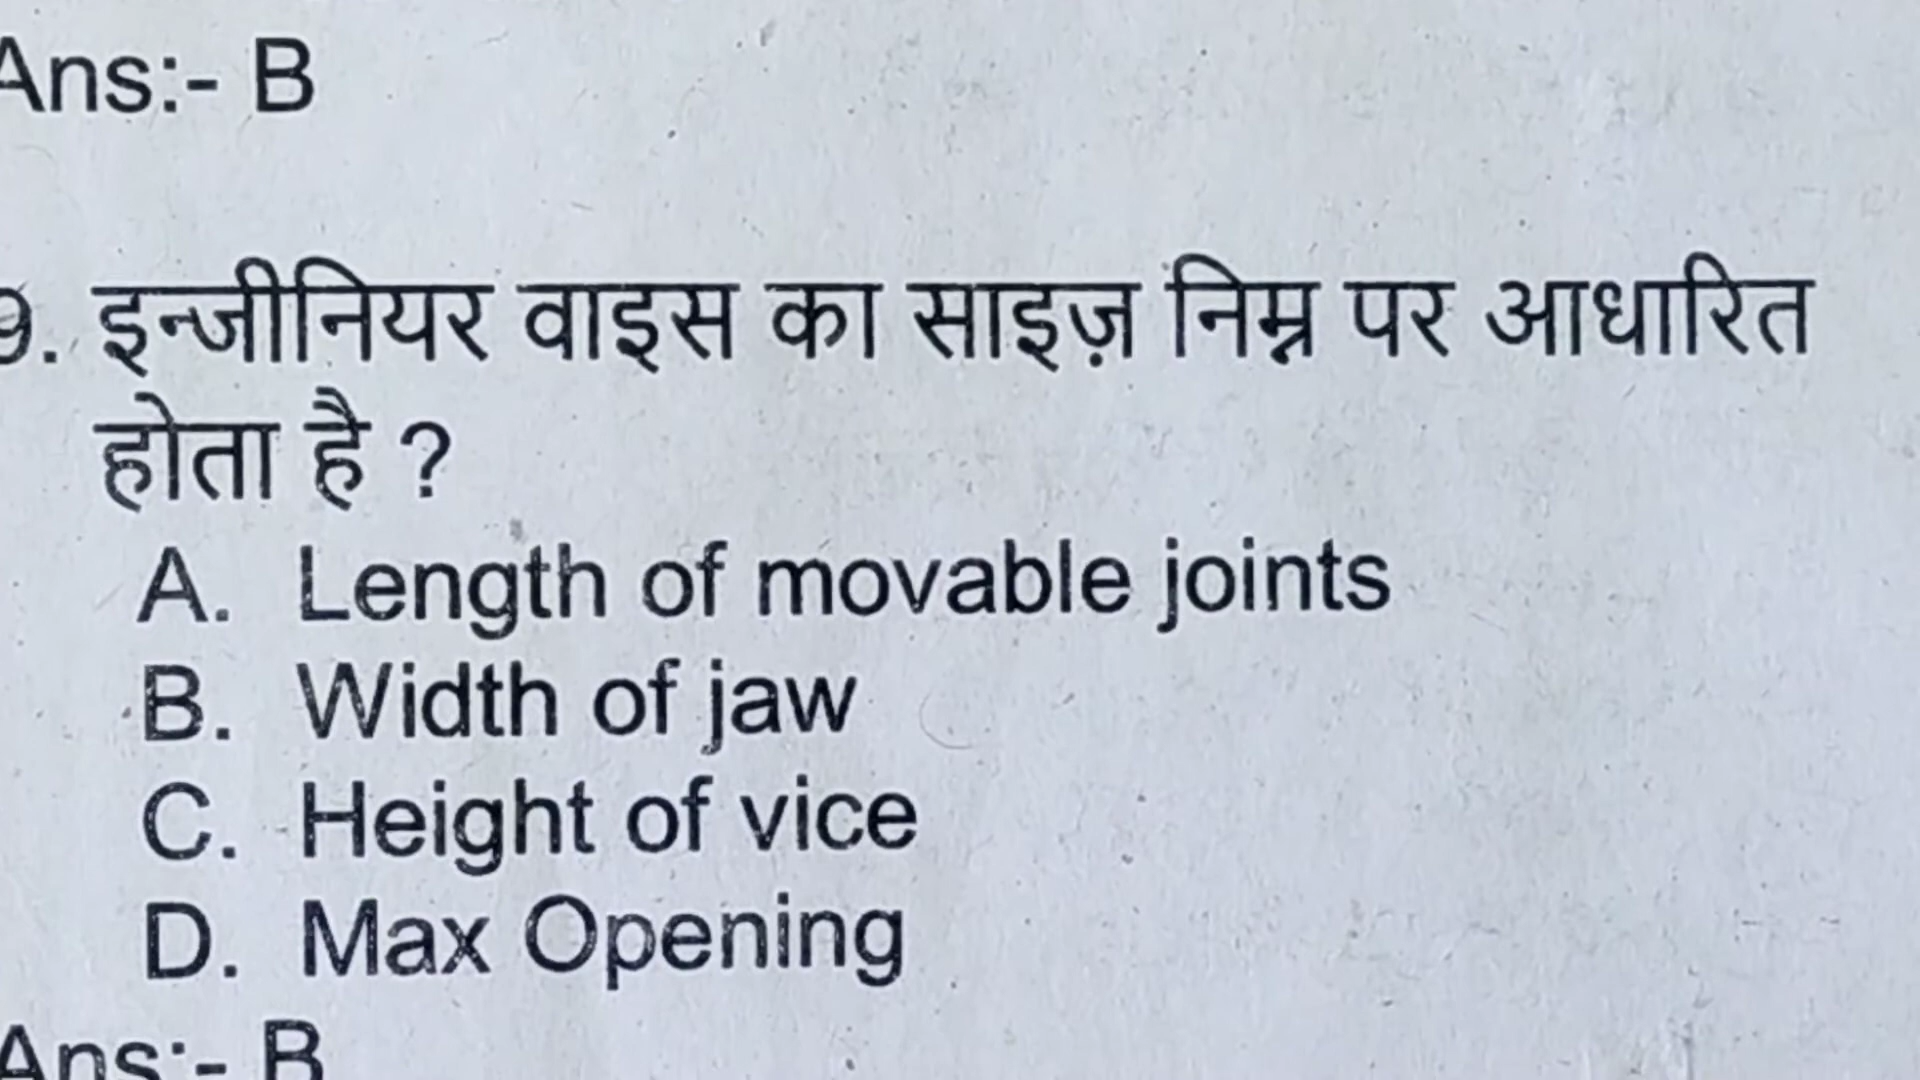 Ans:- B
9. इन्जीनियर वाइस का साइज़ निम्न पर आधारित
होता है ?
A. Length of movable joints
B. Width of jaw
C. Height of vice
D. Max Opening
Ans:- B